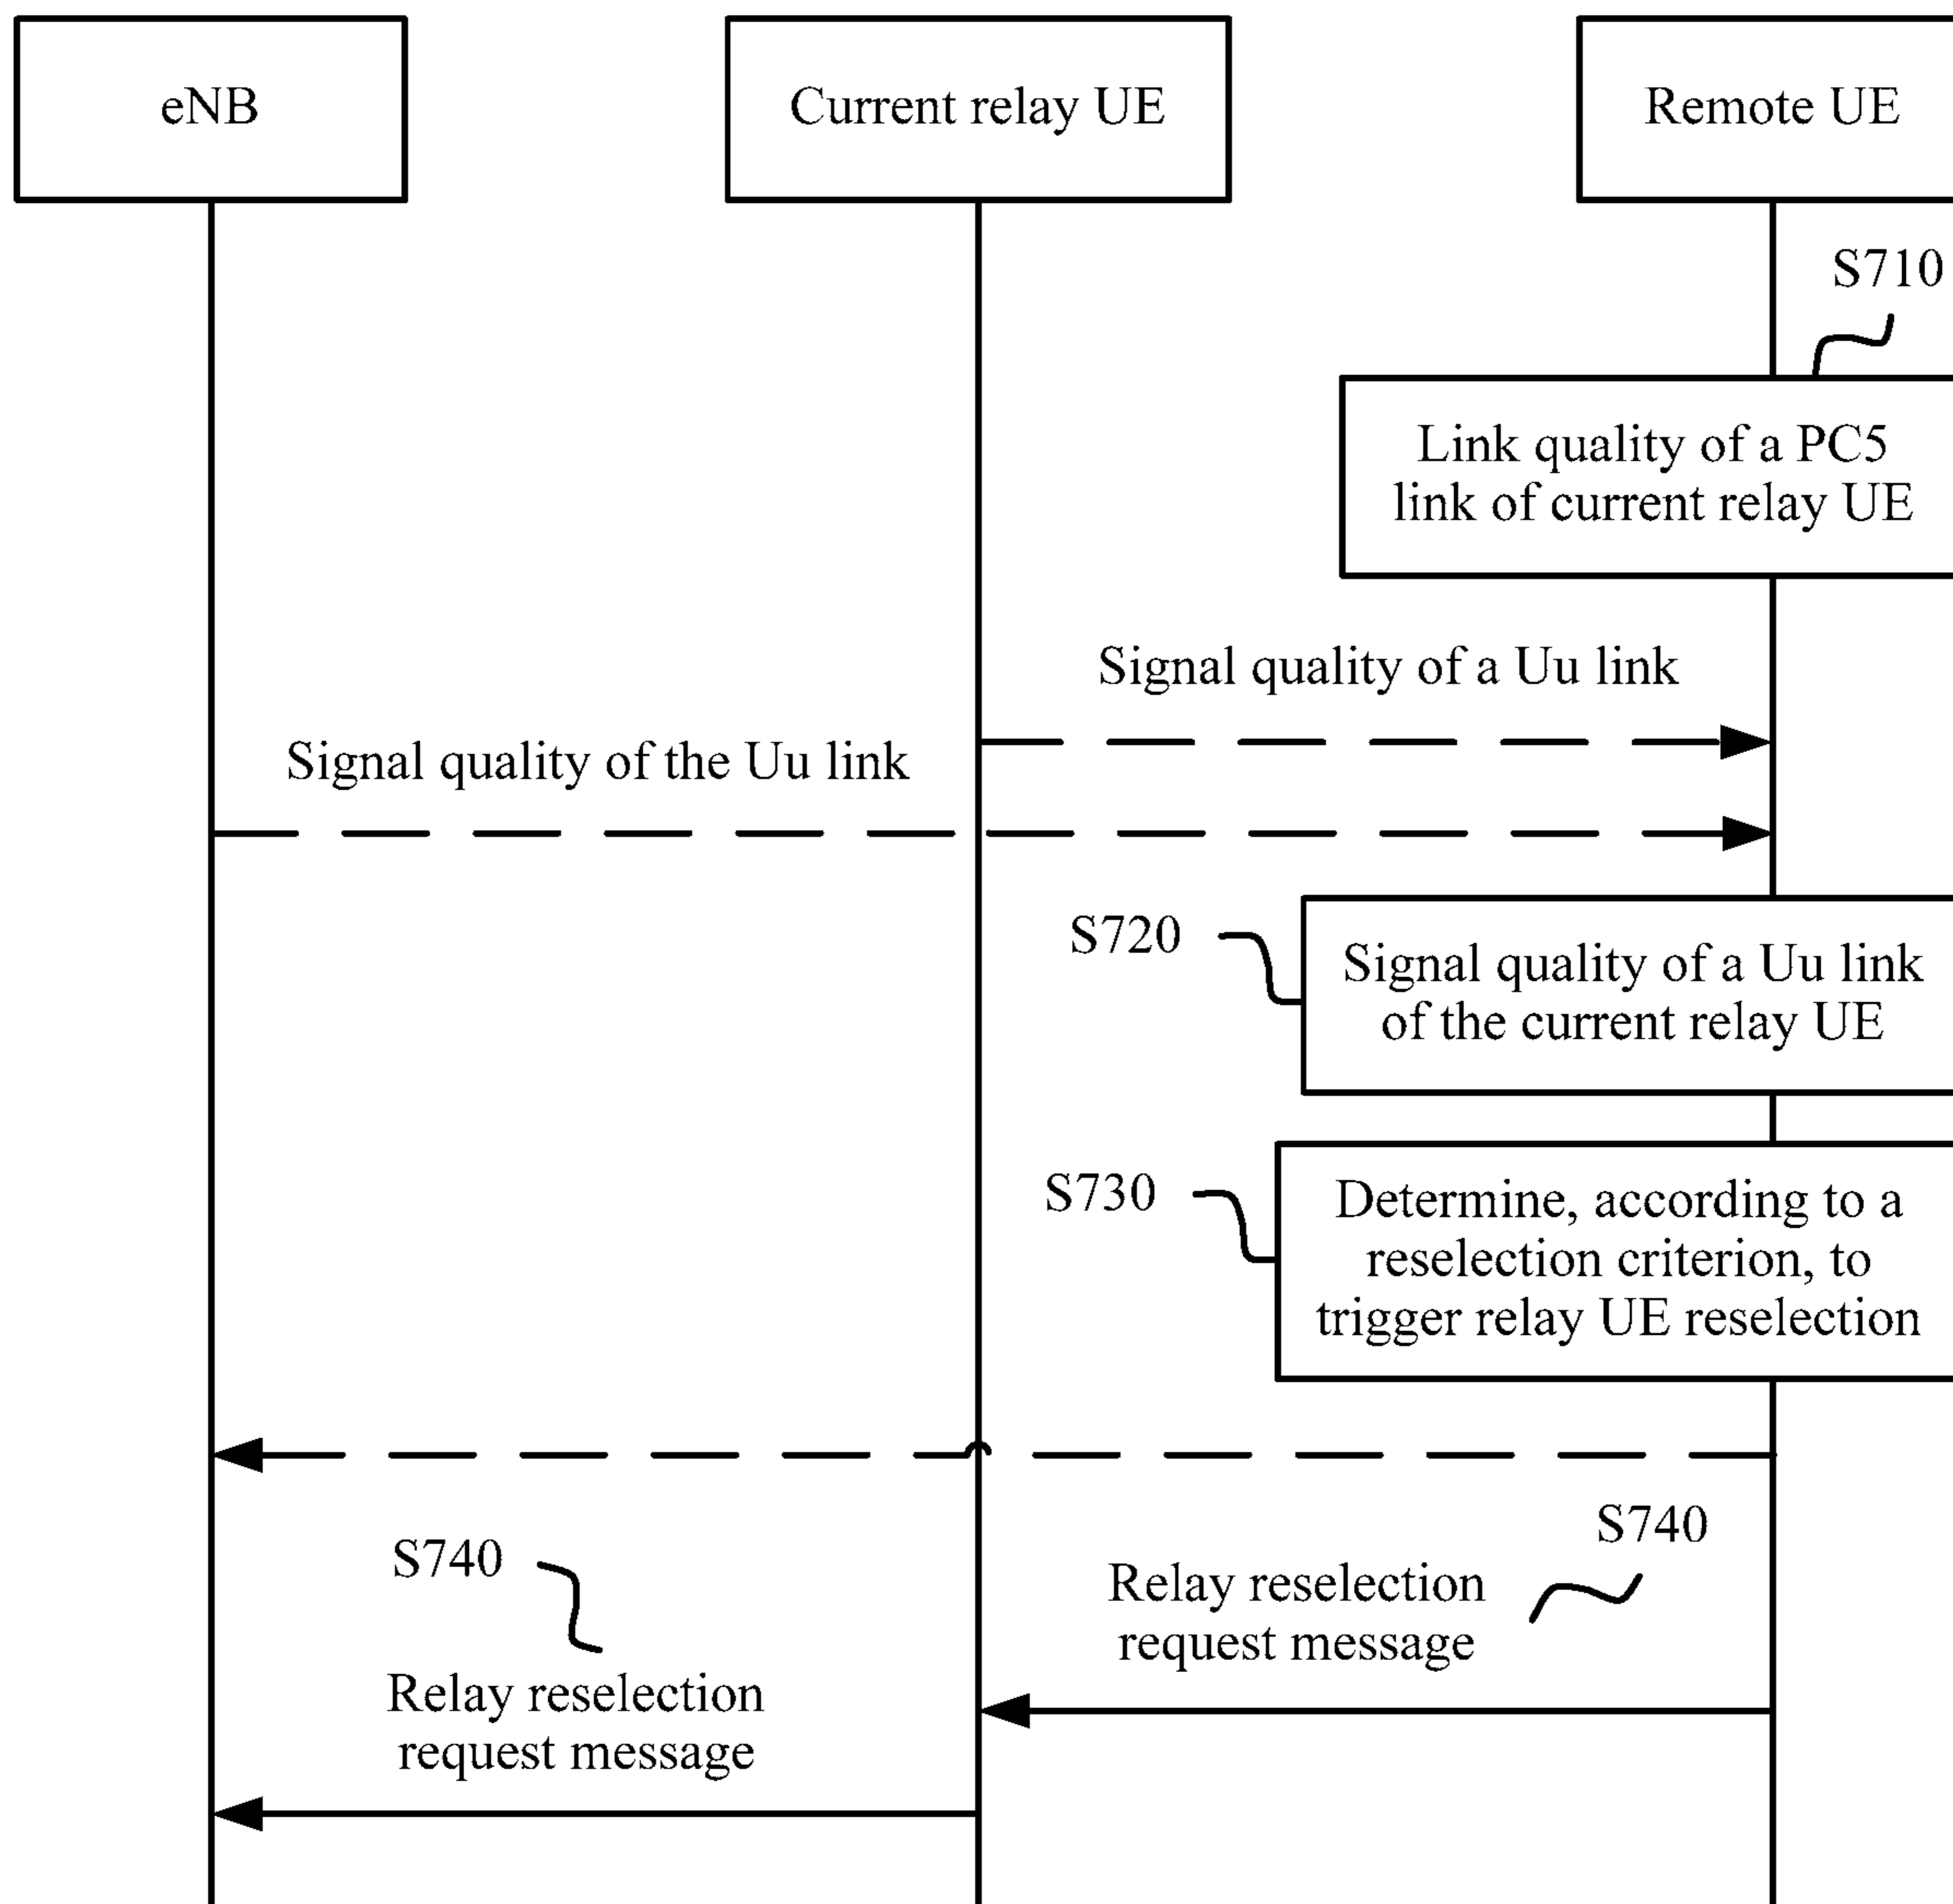 eNB
Current relay UE
Remote UE
S710
Link quality of a PC5
link of current relay UE
Signal quality of a Uu link
Signal quality of the Uu link
S720
Signal quality of a Uu link
of the current relay UE
S730
Determine, according to a
reselection criterion, to
trigger relay UE reselection
S740
Relay reselection
request message
S740
Relay reselection
request message